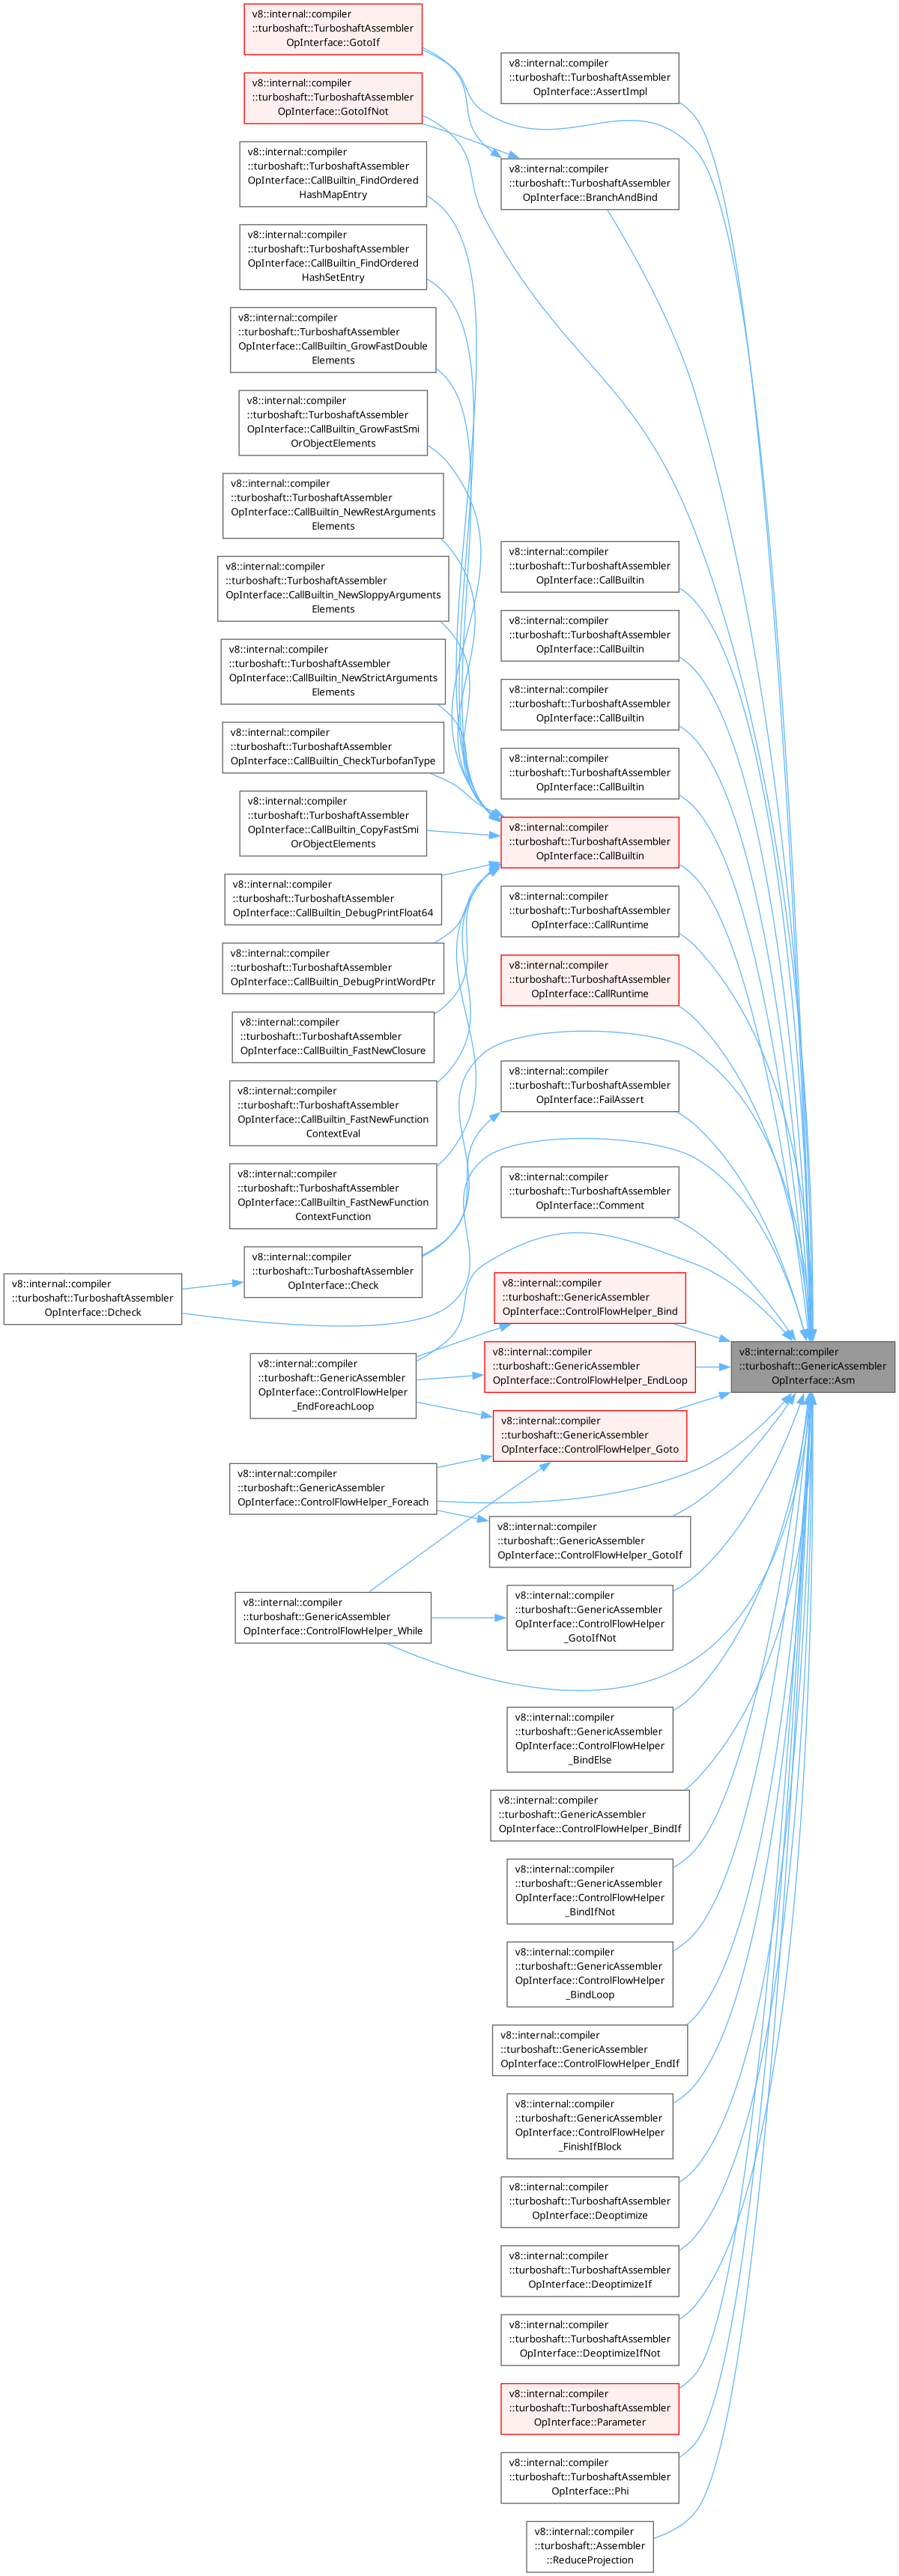 v8::internal::compiler
::turboshaft::TurboshaftAssembler
OpInterface::GotoIf
v8::internal::compiler
::turboshaft::TurboshaftAssembler
OpInterface::GotoIfNot
v8::internal::compiler
::turboshaft::TurboshaftAssembler
OpInterface::CallBuiltin_FindOrdered
HashMapEntry
v8::internal::compiler
::turboshaft::TurboshaftAssembler
OpInterface::CallBuiltin_FindOrdered
HashSetEntry
v8::internal::compiler
::turboshaft::TurboshaftAssembler
OpInterface::CallBuiltin_GrowFastDouble
Elements
v8::internal::compiler
::turboshaft::TurboshaftAssembler
OpInterface::CallBuiltin_GrowFastSmi
OrObjectElements
v8::internal::compiler
::turboshaft::TurboshaftAssembler
OpInterface::CallBuiltin_NewRestArguments
Elements
v8::internal::compiler
::turboshaft::TurboshaftAssembler
OpInterface::CallBuiltin_NewSloppyArguments
Elements
v8::internal::compiler
::turboshaft::TurboshaftAssembler
OpInterface::CallBuiltin_NewStrictArguments
Elements
v8::internal::compiler
::turboshaft::TurboshaftAssembler
OpInterface::CallBuiltin_CheckTurbofanType
v8::internal::compiler
::turboshaft::TurboshaftAssembler
OpInterface::CallBuiltin_CopyFastSmi
OrObjectElements
v8::internal::compiler
::turboshaft::TurboshaftAssembler
OpInterface::CallBuiltin_DebugPrintFloat64
v8::internal::compiler
::turboshaft::TurboshaftAssembler
OpInterface::CallBuiltin_DebugPrintWordPtr
v8::internal::compiler
::turboshaft::TurboshaftAssembler
OpInterface::CallBuiltin_FastNewClosure
v8::internal::compiler
::turboshaft::TurboshaftAssembler
OpInterface::CallBuiltin_FastNewFunction
ContextEval
v8::internal::compiler
::turboshaft::TurboshaftAssembler
OpInterface::CallBuiltin_FastNewFunction
ContextFunction
v8::internal::compiler
::turboshaft::TurboshaftAssembler
OpInterface::Check
v8::internal::compiler
::turboshaft::TurboshaftAssembler
OpInterface::Dcheck
v8::internal::compiler
::turboshaft::GenericAssembler
OpInterface::ControlFlowHelper
_EndForeachLoop
v8::internal::compiler
::turboshaft::GenericAssembler
OpInterface::ControlFlowHelper_Foreach
v8::internal::compiler
::turboshaft::GenericAssembler
OpInterface::ControlFlowHelper_While
v8::internal::compiler
::turboshaft::TurboshaftAssembler
OpInterface::AssertImpl
v8::internal::compiler
::turboshaft::TurboshaftAssembler
OpInterface::BranchAndBind
v8::internal::compiler
::turboshaft::TurboshaftAssembler
OpInterface::CallBuiltin
v8::internal::compiler
::turboshaft::TurboshaftAssembler
OpInterface::CallBuiltin
v8::internal::compiler
::turboshaft::TurboshaftAssembler
OpInterface::CallBuiltin
v8::internal::compiler
::turboshaft::TurboshaftAssembler
OpInterface::CallBuiltin
v8::internal::compiler
::turboshaft::TurboshaftAssembler
OpInterface::CallBuiltin
v8::internal::compiler
::turboshaft::TurboshaftAssembler
OpInterface::CallRuntime
v8::internal::compiler
::turboshaft::TurboshaftAssembler
OpInterface::CallRuntime
v8::internal::compiler
::turboshaft::TurboshaftAssembler
OpInterface::FailAssert
v8::internal::compiler
::turboshaft::TurboshaftAssembler
OpInterface::Comment
v8::internal::compiler
::turboshaft::GenericAssembler
OpInterface::ControlFlowHelper_Bind
v8::internal::compiler
::turboshaft::GenericAssembler
OpInterface::ControlFlowHelper_EndLoop
v8::internal::compiler
::turboshaft::GenericAssembler
OpInterface::ControlFlowHelper_Goto
v8::internal::compiler
::turboshaft::GenericAssembler
OpInterface::ControlFlowHelper_GotoIf
v8::internal::compiler
::turboshaft::GenericAssembler
OpInterface::ControlFlowHelper
_GotoIfNot
v8::internal::compiler
::turboshaft::GenericAssembler
OpInterface::ControlFlowHelper
_BindElse
v8::internal::compiler
::turboshaft::GenericAssembler
OpInterface::ControlFlowHelper_BindIf
v8::internal::compiler
::turboshaft::GenericAssembler
OpInterface::ControlFlowHelper
_BindIfNot
v8::internal::compiler
::turboshaft::GenericAssembler
OpInterface::ControlFlowHelper
_BindLoop
v8::internal::compiler
::turboshaft::GenericAssembler
OpInterface::ControlFlowHelper_EndIf
v8::internal::compiler
::turboshaft::GenericAssembler
OpInterface::ControlFlowHelper
_FinishIfBlock
v8::internal::compiler
::turboshaft::TurboshaftAssembler
OpInterface::Deoptimize
v8::internal::compiler
::turboshaft::TurboshaftAssembler
OpInterface::DeoptimizeIf
v8::internal::compiler
::turboshaft::TurboshaftAssembler
OpInterface::DeoptimizeIfNot
v8::internal::compiler
::turboshaft::TurboshaftAssembler
OpInterface::Parameter
v8::internal::compiler
::turboshaft::TurboshaftAssembler
OpInterface::Phi
v8::internal::compiler
::turboshaft::Assembler
::ReduceProjection
v8::internal::compiler
::turboshaft::GenericAssembler
OpInterface::Asm